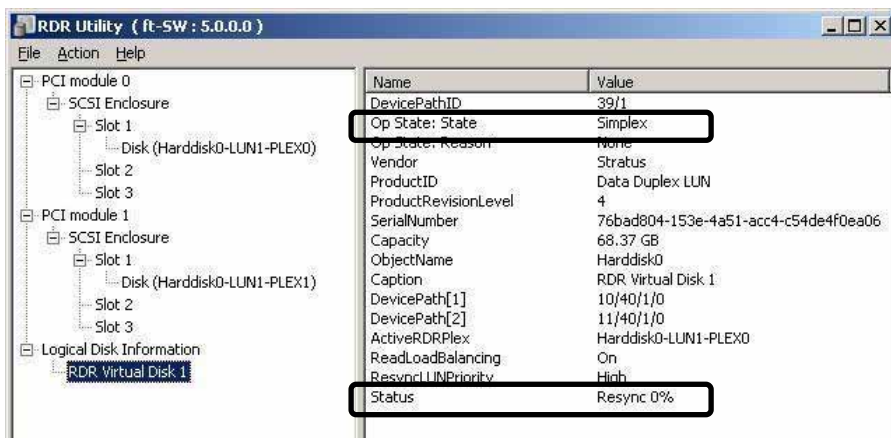 RDR Utility ( ft-SW : 5.0.0.0 )
File Action Help
PCI module 0
SCSI Enclosure
Slot 1
Disk (Harddisk0-LUN1-PLEX0)
Slot 2
Slot 3
PCI module 1
SCSI Enclosure
Slot 1
Disk (Harddisk0-LUN1-PLEX1)
Slot 2
Slot 3
Logical Disk Information
RDR Virtual Disk 1
Name Value
DevicePathID 39/1
Op State: State Simplex
Op State: Reason None
Vendor Stratus
ProductID Data Duplex LUN
ProductRevisionLevel 4
SerialNumber 76bad804-153e-4a51-acc4-c54de4f0ea06
Capacity 68.37 GB
ObjectName Harddisk0
Caption RDR Virtual Disk 1
DevicePath[1] 10/40/1/0
DevicePath[2] 11/40/1/0
ActiveRDRPlex Harddisk0-LUN1-PLEX0
ReadLoadBalancing On
ResyncLUNPriority High
Status Resync 0%